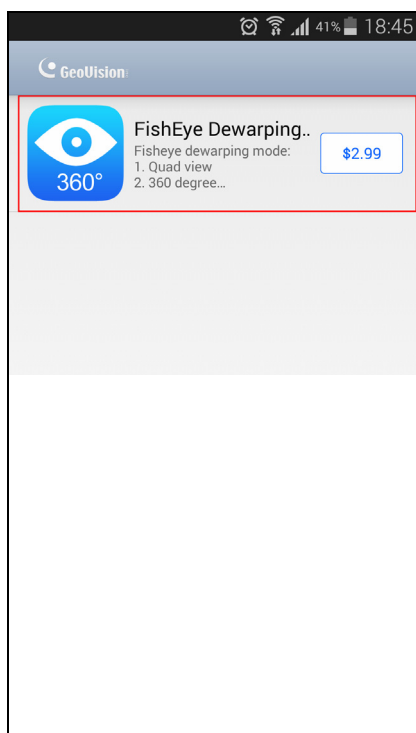 41% 18:45
GeoVision
FishEye Dewarping..
Fisheye dewarping mode:
1. Quad view
2. 360 degree...
$2.99
360°